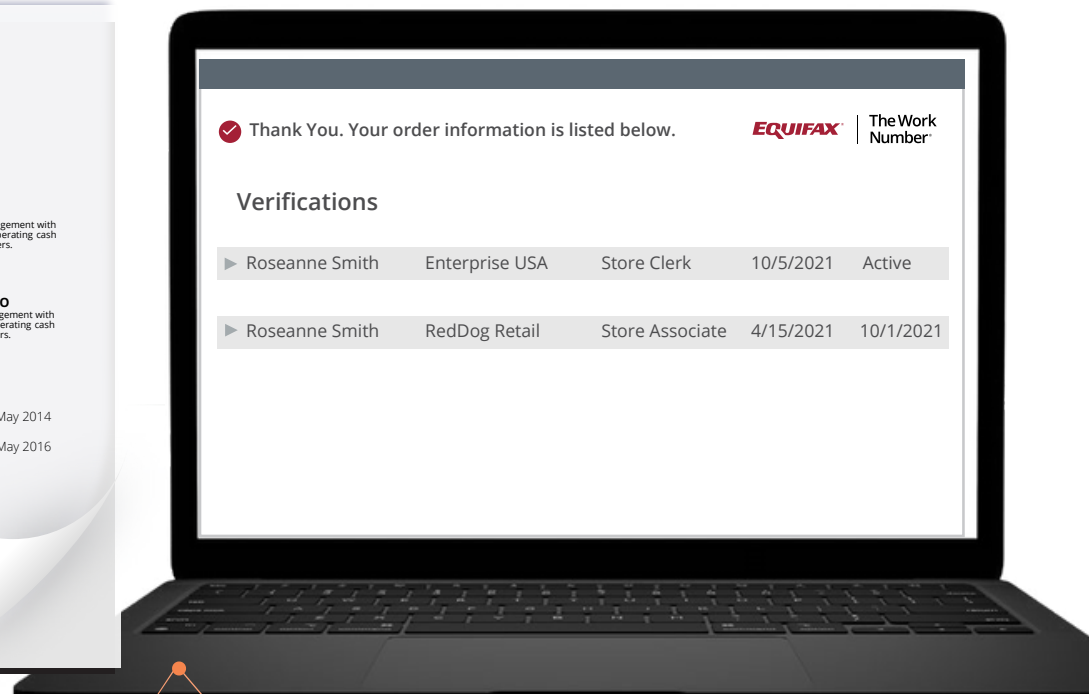 gement with
perating cash
ers.
O
gement with
erating cash
rs.
May 2014
May 2016
Thank You. Your order information is listed below.
EQUIFAX® | The Work
Number®
Verifications
Roseanne Smith Enterprise USA Store Clerk 10/5/2021 Active
Roseanne Smith RedDog Retail Store Associate 4/15/2021 10/1/2021